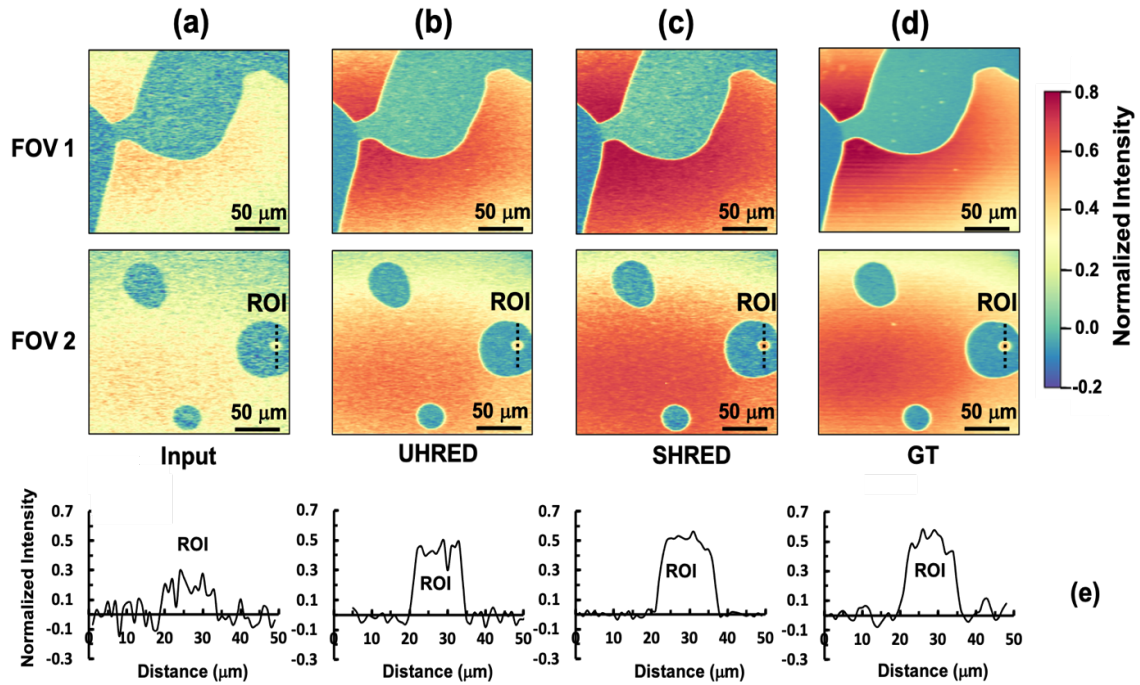 (a) (b) (c) (d)
FOV 1
50 μm 50 μm 50 μm 50 μm
0.8
0.6
0.4
0.2
0.0
-0.2
Normalized Intensity
FOV 2
ROI ROI ROI ROI
50 μm 50 μm 50 μm 50 μm
Input UHRED SHRED GT
Normalized Intensity
0.7 0.5 0.3 0.1 -0.1 -0.3
ROI
0 10 20 30 40 50
Distance (μm)
0.7 0.5 0.3 0.1 -0.1 -0.3
ROI
0 10 20 30 40 50
Distance (μm)
0.7 0.5 0.3 0.1 -0.1 -0.3
ROI
0 10 20 30 40 50
Distance (μm)
0.7 0.5 0.3 0.1 -0.1 -0.3
ROI
0 10 20 30 40 50
Distance (μm)
(e)